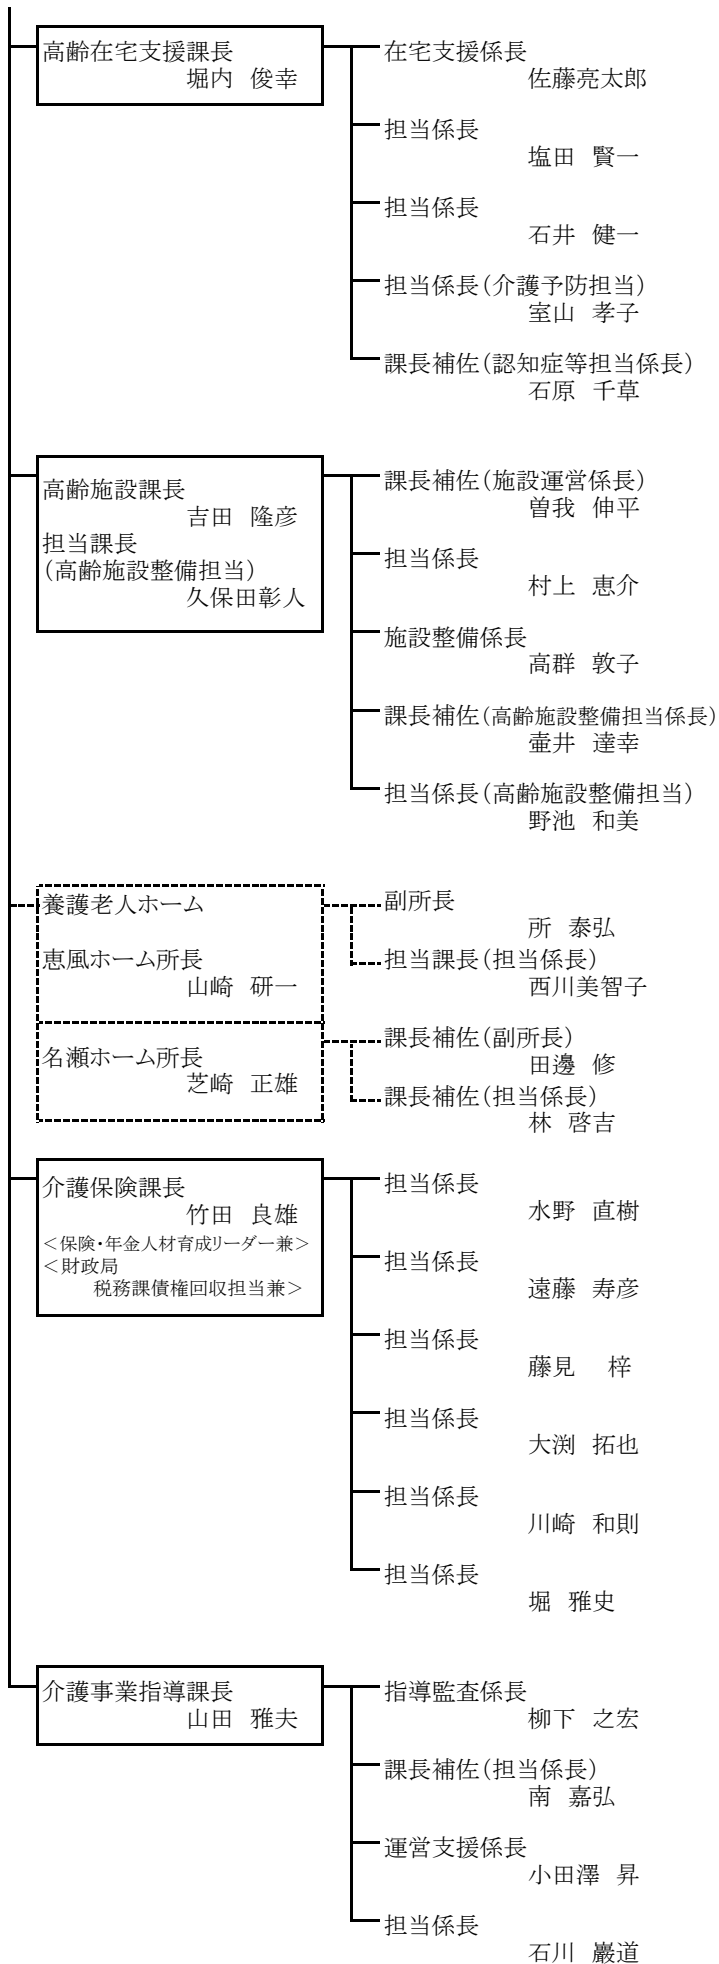 高齢在宅支援課長
堀内 俊幸
在宅支援係長
佐藤亮太郎
担当係長
塩田 賢一
担当係長
石井 健一
担当係長(介護予防担当)
室山 孝子
課長補佐(認知症等担当係長)
石原 千草
高齢施設課長
吉田 隆彦
担当課長
(高齢施設整備担当)
久保田彰人
課長補佐(施設運営係長)
曽我 伸平
担当係長
村上 恵介
施設整備係長
高群 敦子
課長補佐(高齢施設整備担当係長)
壷井 達幸
担当係長(高齢施設整備担当)
野池 和美
養護老人ホーム
恵風ホーム所長
山崎 研一
副所長
所 泰弘
担当課長(担当係長)
西川美智子
名瀬ホーム所長
芝崎 正雄
課長補佐(副所長)
田邊 修
課長補佐(担当係長)
林 啓吉
介護保険課長
竹田 良雄
<保険・年金人材育成リーダー兼>
<財政局
税務課債権回収担当兼>
担当係長
水野 直樹
担当係長
遠藤 寿彦
担当係長
藤見 梓
担当係長
大渕 拓也
担当係長
川崎 和則
担当係長
堀 雅史
介護事業指導課長
山田 雅夫
指導監査係長
柳下 之宏
課長補佐(担当係長)
南 嘉弘
運営支援係長
小田澤 昇
担当係長
石川 巖道